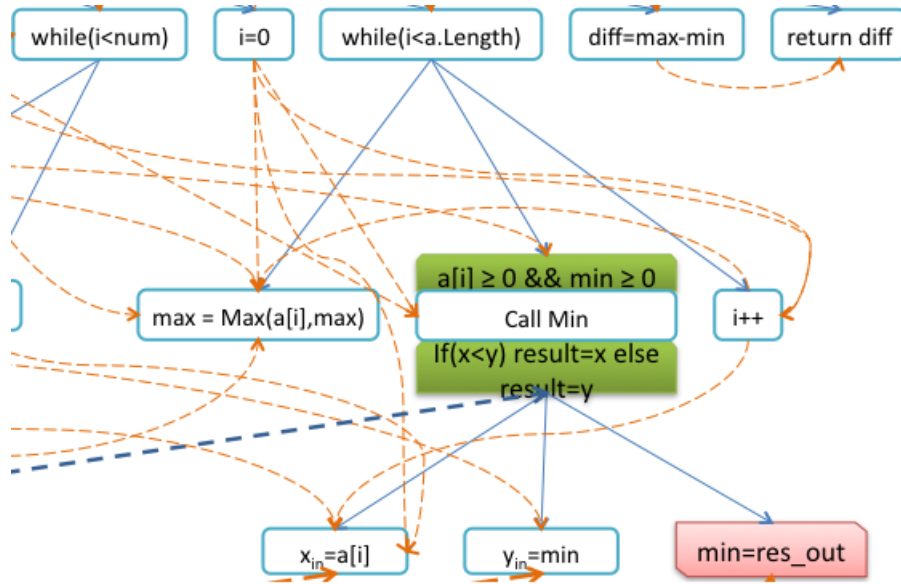 while(i<num)
i=0
while(i<a.Length)
diff=max-min
return diff
a[i] ≥ 0 && min ≥ 0
max = Max(a[i],max)
Call Min
i++
If(x<y) result=x else
result=y
xin=a[i]
yin=min
min=res_out